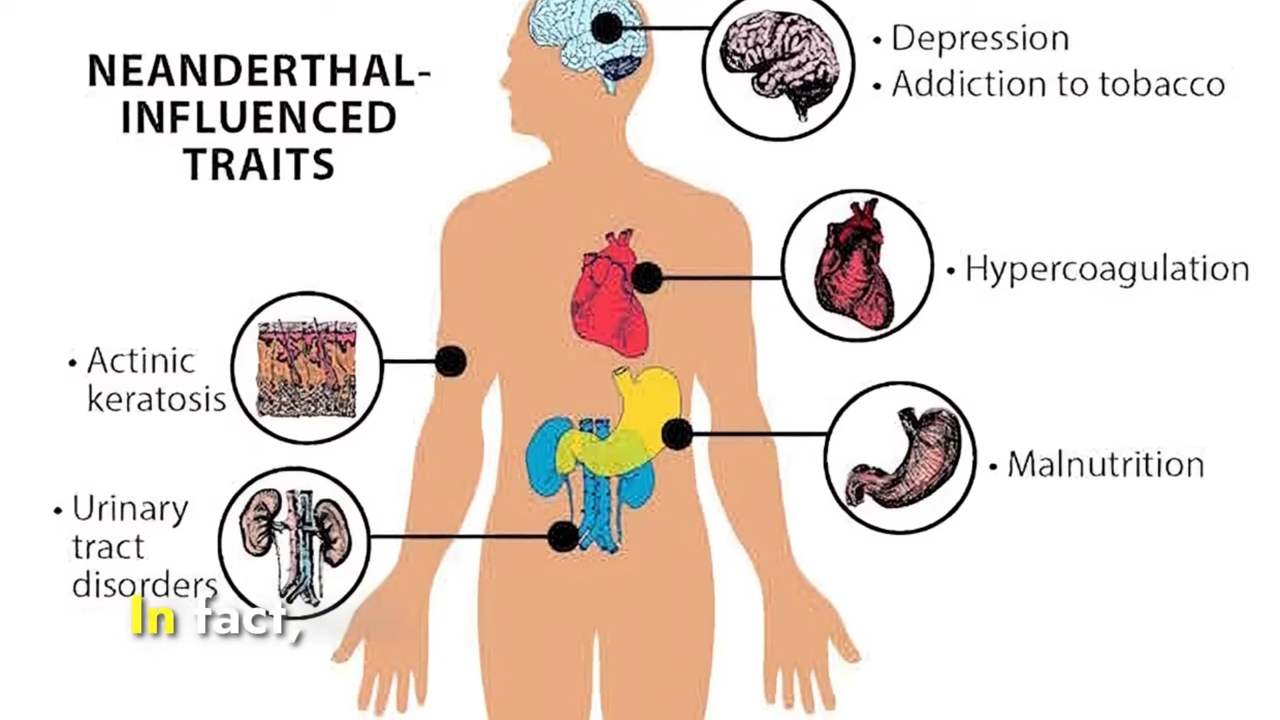 NEANDERTHAL-
INFLUENCED
TRAITS
• Depression
• Addiction to tobacco
• Hypercoagulation
• Actinic
keratosis
• Malnutrition
• Urinary
tract
disorders
In fact,